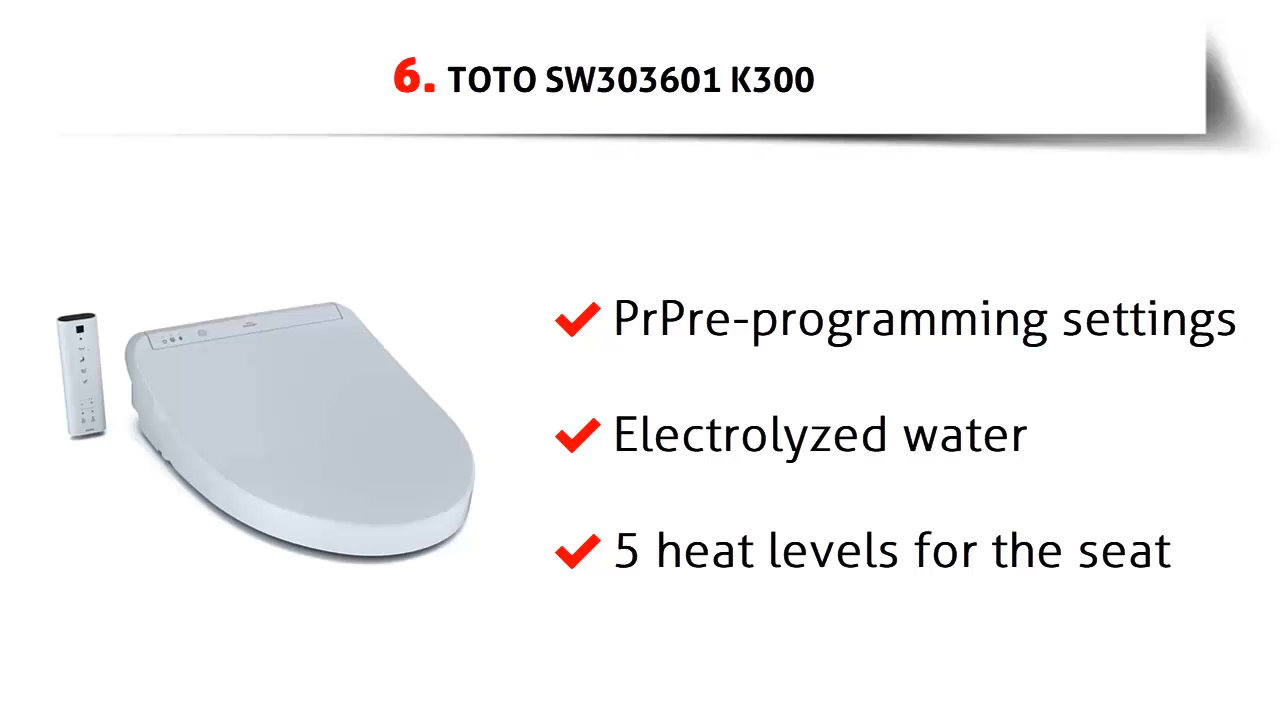 6. TOTO SW303601 K300
PrPre-programming settings
Electrolyzed water
5 heat levels for the seat